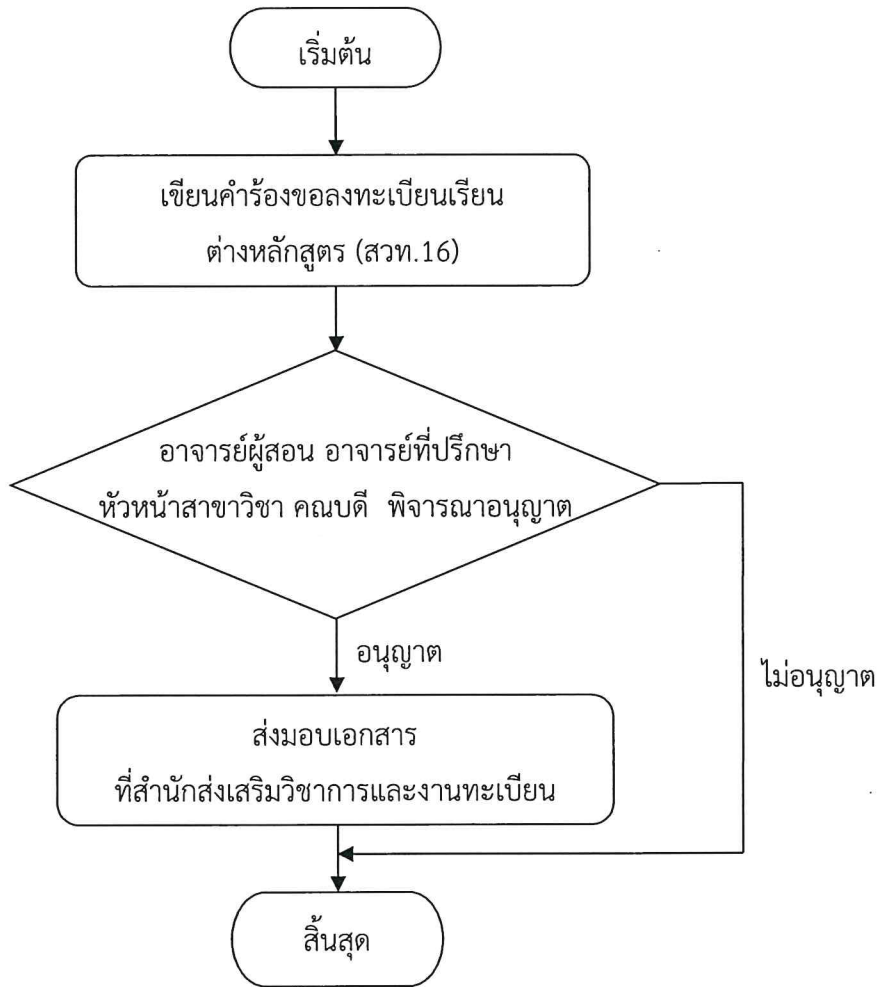 เริ่มต้น
เขียนคำร้องขอลงทะเบียนเรียน
ต่างหลักสูตร (สวท.16)
อาจารย์ผู้สอน อาจารย์ที่ปรึกษา
หัวหน้าสาขาวิชา คณบดี พิจารณาอนุญาต
อนุญาต
ไม่อนุญาต
ส่งมอบเอกสาร
ที่สำนักส่งเสริมวิชาการและงานทะเบียน
สิ้นสุด